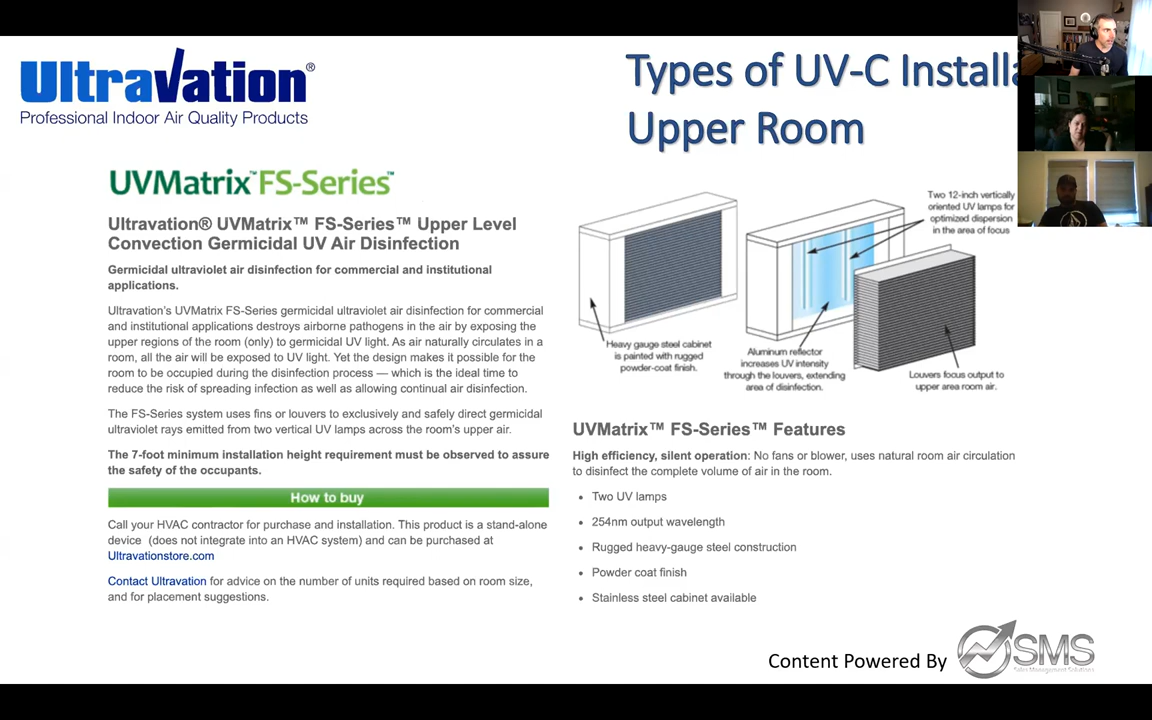 Ultravation®
Professional Indoor Air Quality Products
Types of UV-C Installa
Upper Room
UVMatrix™ FS-Series™
Ultravation® UVMatrix™ FS-Series™ Upper Level
Convection Germicidal UV Air Disinfection
Germicidal ultraviolet air disinfection for commercial and institutional
applications.
Ultravation's UVMatrix FS-Series germicidal ultraviolet air disinfection for commercial
and institutional applications destroys airborne pathogens in the air by exposing the
upper regions of the room (only) to germicidal UV light. As air naturally circulates in a
room, all the air will be exposed to UV light. Yet the design makes it possible for the
room to be occupied during the disinfection process — which is the ideal time to
reduce the risk of spreading infection as well as allowing continual air disinfection.
The FS-Series system uses fins or louvers to exclusively and safely direct germicidal
ultraviolet rays emitted from two vertical UV lamps across the room's upper air.
The 7-foot minimum installation height requirement must be observed to assure
the safety of the occupants.
How to buy
Call your HVAC contractor for purchase and installation. This product is a stand-alone
device (does not integrate into an HVAC system) and can be purchased at
Ultravationstore.com
Contact Ultravation for advice on the number of units required based on room size,
and for placement suggestions.
Two 12-inch vertically
oriented UV lamps for
optimized dispersion
in the area of focus
Heavy gauge steel cabinet
is painted with rugged
powder-coat finish.
Aluminum reflector
increases UV intensity
through the louvers, extending
area of disinfection.
Louvers focus output to
upper area room air.
UVMatrix™ FS-Series™ Features
High efficiency, silent operation: No fans or blower, uses natural room air circulation
to disinfect the complete volume of air in the room.
• Two UV lamps
• 254nm output wavelength
• Rugged heavy-gauge steel construction
• Powder coat finish
• Stainless steel cabinet available
Content Powered By
SMS
Sales Management Solutions